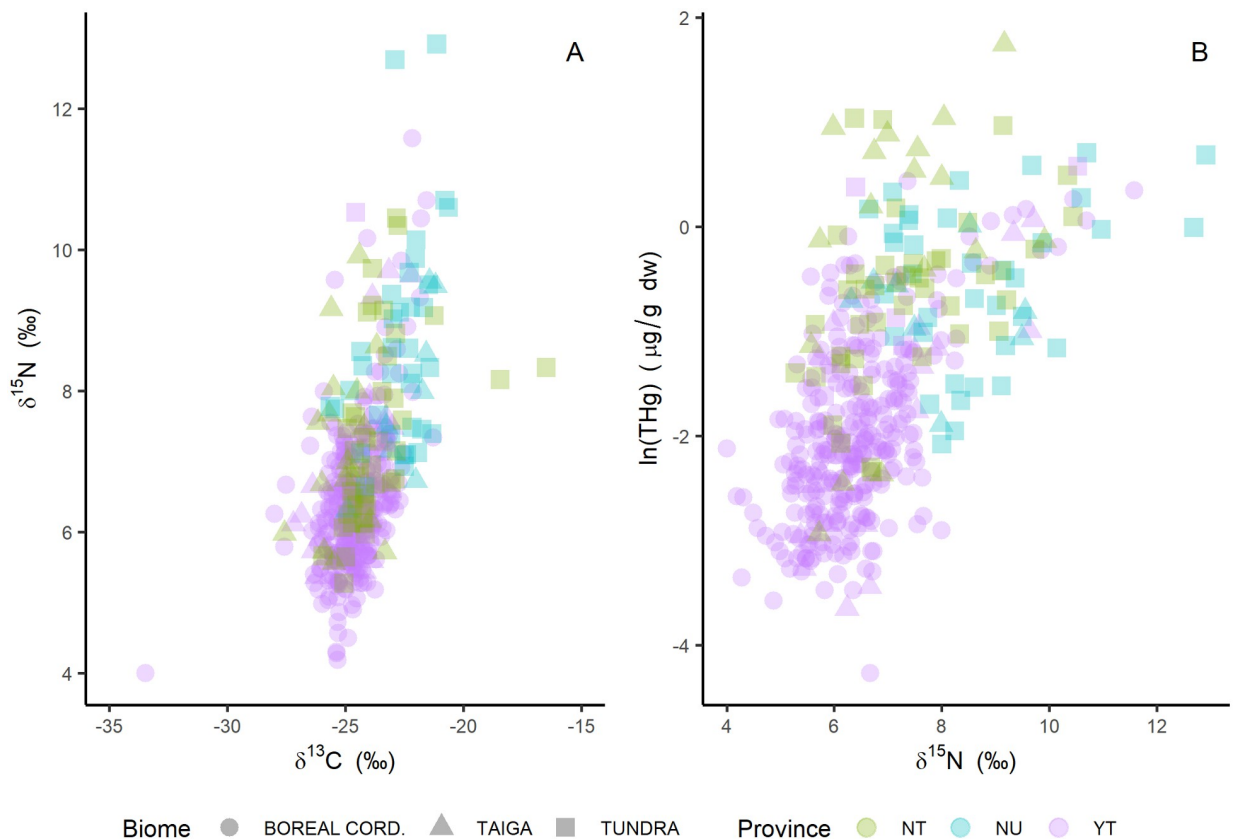 A
12
10
8
6
4
δ15N (‰)
-35 -30 -25 -20 -15
δ13C (‰)
B
2
0
-2
-4
ln(THg) (μg/g dw)
4 6 8 10 12
δ15N (‰)
Biome BOREAL CORD. TAIGA TUNDRA Province NT NU YT